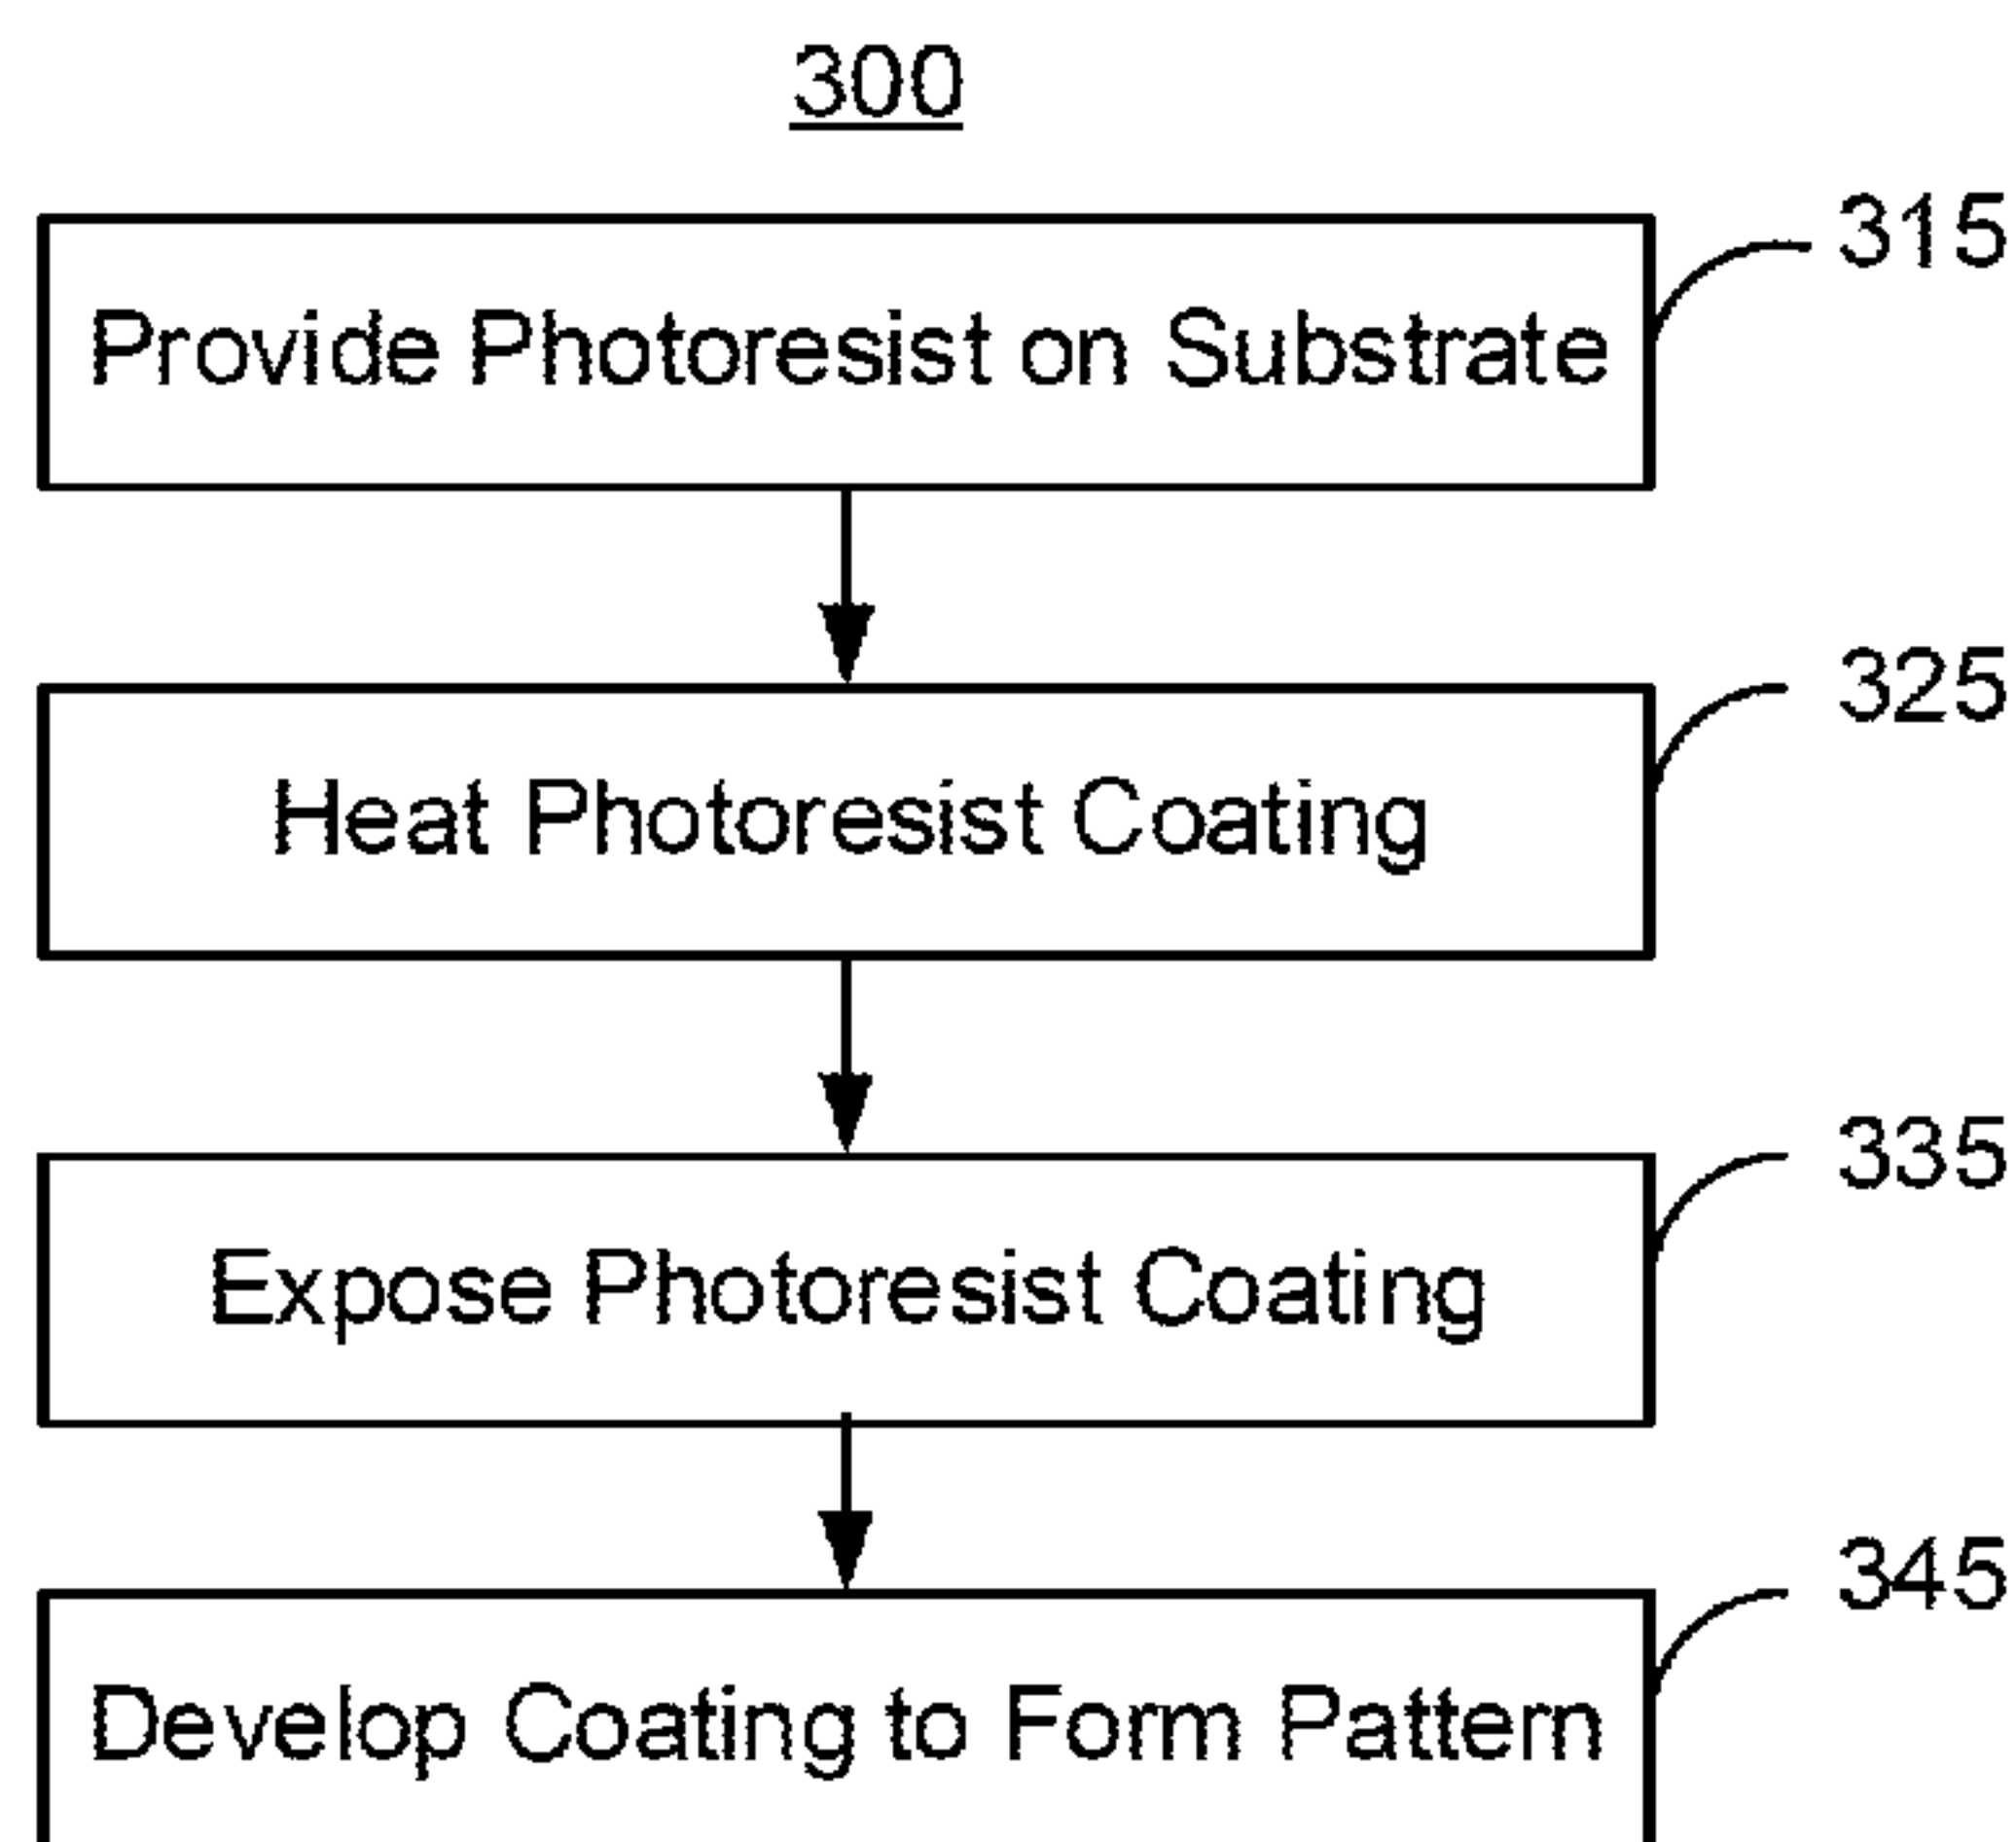 300
315
Provide Photoresist on Substrate
325
Heat Photoresist Coating
335
Expose Photoresist Coating
345
Develop Coating to Form Pattern